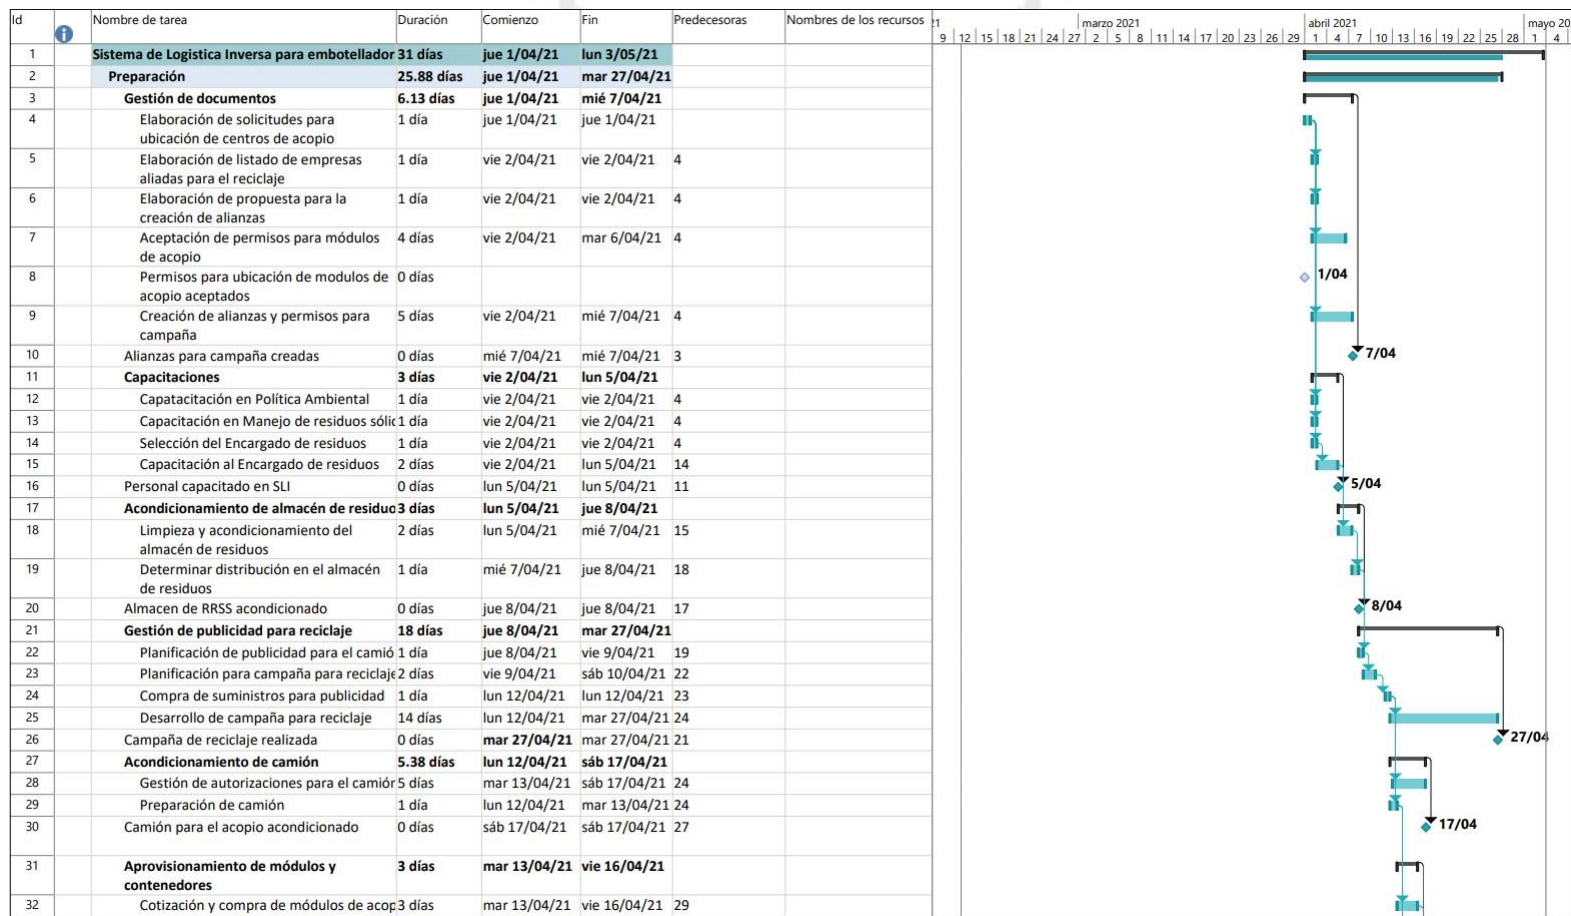 Id Nombre de tarea Duración Comienzo Fin Predecesoras Nombres de los recursos 21 marzo 2021 abril 2021 mayo 20
9 12 15 18 21 24 27 2 5 8 11 14 17 20 23 26 29 1 4 7 10 13 16 19 22 25 28 1 4
1 Sistema de Logistica Inversa para embotellador 31 días jue 1/04/21 lun 3/05/21
2 Preparación 25.88 días jue 1/04/21 mar 27/04/21
3 Gestión de documentos 6.13 días jue 1/04/21 mié 7/04/21
4 Elaboración de solicitudes para 1 día jue 1/04/21 jue 1/04/21
ubicación de centros de acopio
5 Elaboración de listado de empresas 1 día vie 2/04/21 vie 2/04/21 4
aliadas para el reciclaje
6 Elaboración de propuesta para la 1 día vie 2/04/21 vie 2/04/21 4
creación de alianzas
7 Aceptación de permisos para módulos 4 días vie 2/04/21 mar 6/04/21 4
de acopio
8 Permisos para ubicación de modulos de 0 días 1/04
acopio aceptados
9 Creación de alianzas y permisos para 5 días vie 2/04/21 mié 7/04/21 4
campaña
10 Alianzas para campaña creadas 0 días mié 7/04/21 mié 7/04/21 3 7/04
11 Capacitaciones 3 días vie 2/04/21 lun 5/04/21
12 Capatacitación en Política Ambiental 1 día vie 2/04/21 vie 2/04/21 4
13 Capacitación en Manejo de residuos sólic 1 día vie 2/04/21 vie 2/04/21 4
14 Selección del Encargado de residuos 1 día vie 2/04/21 vie 2/04/21 4
15 Capacitación al Encargado de residuos 2 días vie 2/04/21 lun 5/04/21 14
16 Personal capacitado en SLI 0 días lun 5/04/21 lun 5/04/21 11 5/04
17 Acondicionamiento de almacén de residuo 3 días lun 5/04/21 jue 8/04/21
18 Limpieza y acondicionamiento del 2 días lun 5/04/21 mié 7/04/21 15
almacén de residuos
19 Determinar distribución en el almacén 1 día mié 7/04/21 jue 8/04/21 18
de residuos
20 Almacen de RRSS acondicionado 0 días jue 8/04/21 jue 8/04/21 17 8/04
21 Gestión de publicidad para reciclaje 18 días jue 8/04/21 mar 27/04/21
22 Planificación de publicidad para el camió 1 día jue 8/04/21 vie 9/04/21 19
23 Planificación para campaña para reciclaje 2 días vie 9/04/21 sáb 10/04/21 22
24 Compra de suministros para publicidad 1 día lun 12/04/21 lun 12/04/21 23
25 Desarrollo de campaña para reciclaje 14 días lun 12/04/21 mar 27/04/21 24
26 Campaña de reciclaje realizada 0 días mar 27/04/21 mar 27/04/21 21 27/04
27 Acondicionamiento de camión 5.38 días lun 12/04/21 sáb 17/04/21
28 Gestión de autorizaciones para el camiór 5 días mar 13/04/21 sáb 17/04/21 24
29 Preparación de camión 1 día lun 12/04/21 mar 13/04/21 24
30 Camión para el acopio acondicionado 0 días sáb 17/04/21 sáb 17/04/21 27 17/04
31 Aprovisionamiento de módulos y 3 días mar 13/04/21 vie 16/04/21
contenedores
32 Cotización y compra de módulos de acop 3 días mar 13/04/21 vie 16/04/21 29